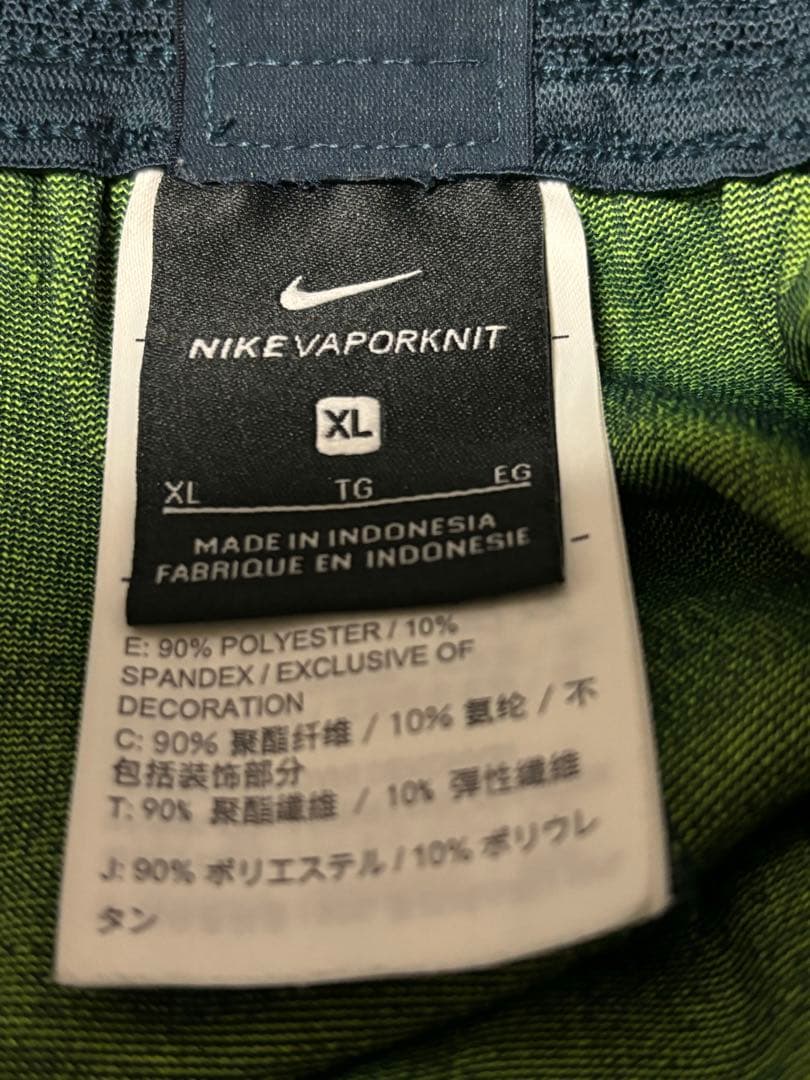 NIKE VAPORKNIT
XL
XL TG EG
MADE IN INDONESIA
FABRIQUE EN INDONESIE
E: 90% POLYESTER / 10%
SPANDEX / EXCLUSIVE OF
DECORATION
C: 90% 聚酯纤维 / 10% 氨纶 / 不
包括装饰部分
T: 90% 聚酯纖維 / 10% 弹性纖維
J: 90% ポリエステル / 10% ポリウレ
タン